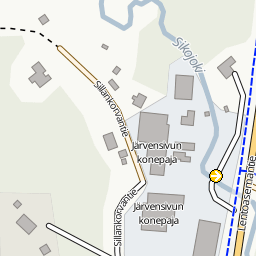 Sikojoki
Sillankorvantie
Järvensivun
konepaja
Lentoasemantie
Sillankorvantie
Järvensivun
konepaja